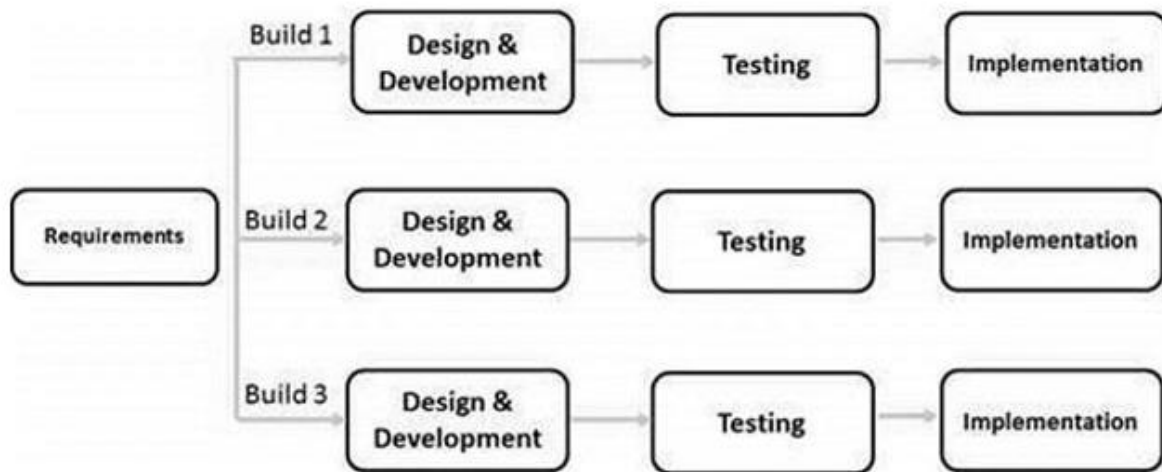 Build 1
Design &
Development
Testing
Implementation
Requirements
Build 2
Design &
Development
Testing
Implementation
Build 3
Design &
Development
Testing
Implementation